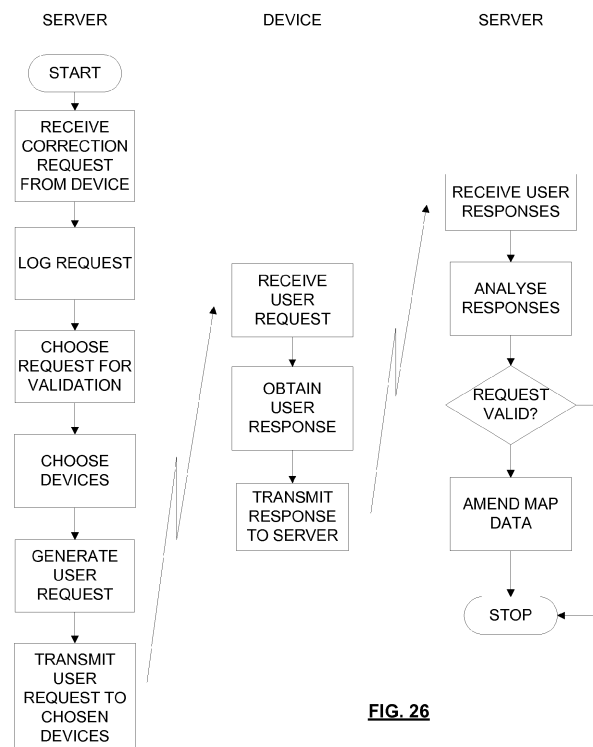 SERVER
DEVICE
SERVER
START
RECEIVE
CORRECTION
REQUEST
FROM DEVICE
LOG REQUEST
CHOOSE
REQUEST FOR
VALIDATION
CHOOSE
DEVICES
GENERATE
USER
REQUEST
TRANSMIT
USER
REQUEST TO
CHOSEN
DEVICES
RECEIVE
USER
REQUEST
OBTAIN
USER
RESPONSE
TRANSMIT
RESPONSE
TO SERVER
RECEIVE USER
RESPONSES
ANALYSE
RESPONSES
REQUEST
VALID?
AMEND MAP
DATA
STOP
FIG. 26